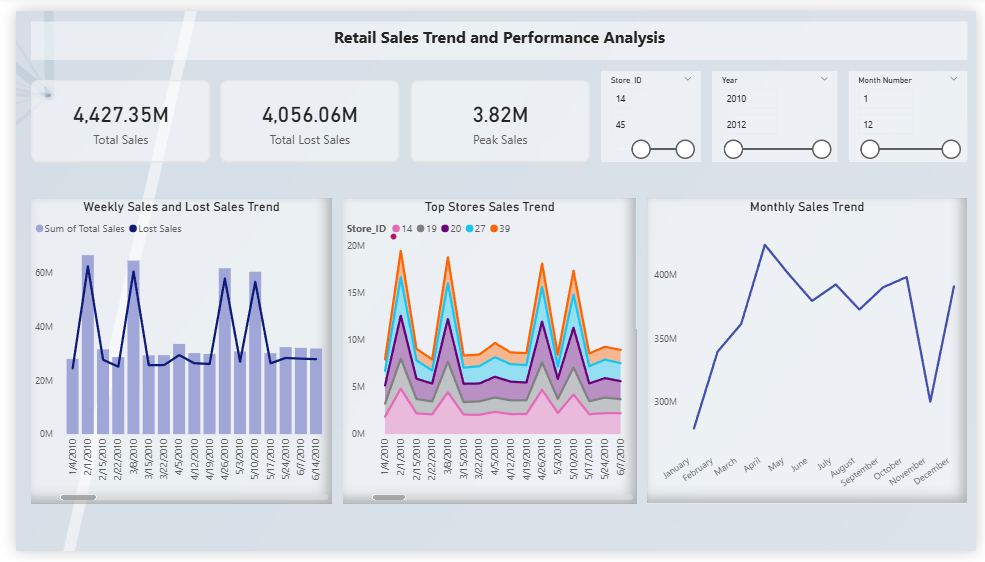 Retail Sales Trend and Performance Analysis
4,427.35M
Total Sales
4,056.06M
Total Lost Sales
3.82M
Peak Sales
Store_ID
14
45
Year
2010
2012
Month Number
1
12
Weekly Sales and Lost Sales Trend
Sum of Total Sales Lost Sales
60M
40M
20M
0M
1/4/2010
2/1/2010
2/15/2010
2/22/2010
3/8/2010
3/15/2010
3/22/2010
4/5/2010
4/12/2010
4/19/2010
4/26/2010
5/3/2010
5/10/2010
5/17/2010
5/24/2010
6/7/2010
6/14/2010
Top Stores Sales Trend
Store_ID 14 19 20 27 39
20M
15M
10M
5M
0M
1/4/2010
2/1/2010
2/15/2010
2/22/2010
3/8/2010
3/15/2010
3/22/2010
4/5/2010
4/12/2010
4/19/2010
4/26/2010
5/3/2010
5/10/2010
5/17/2010
5/24/2010
6/7/2010
Monthly Sales Trend
400M
350M
300M
January
February
March
April
May
June
July
August
September
October
November
December